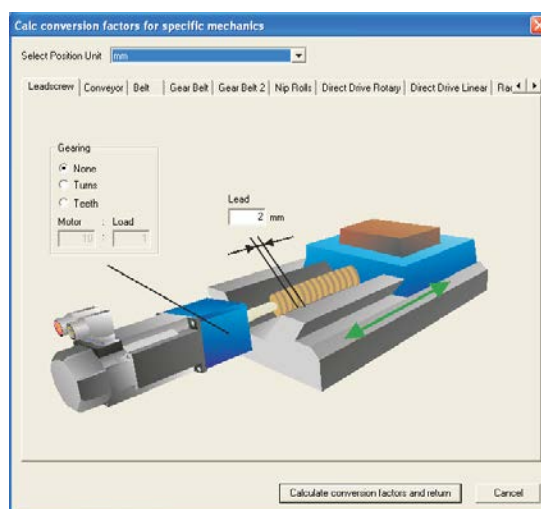 Calc conversion factors for specific mechanics
Select Position Unit mm
Leadscrew Conveyor Belt Gear Belt Gear Belt 2 Nip Rolls Direct Drive Rotary Direct Drive Linear Rac
Gearing
None
Turns
Teeth
Motor : Load
10 : 1
Lead
2 mm
Calculate conversion factors and return Cancel